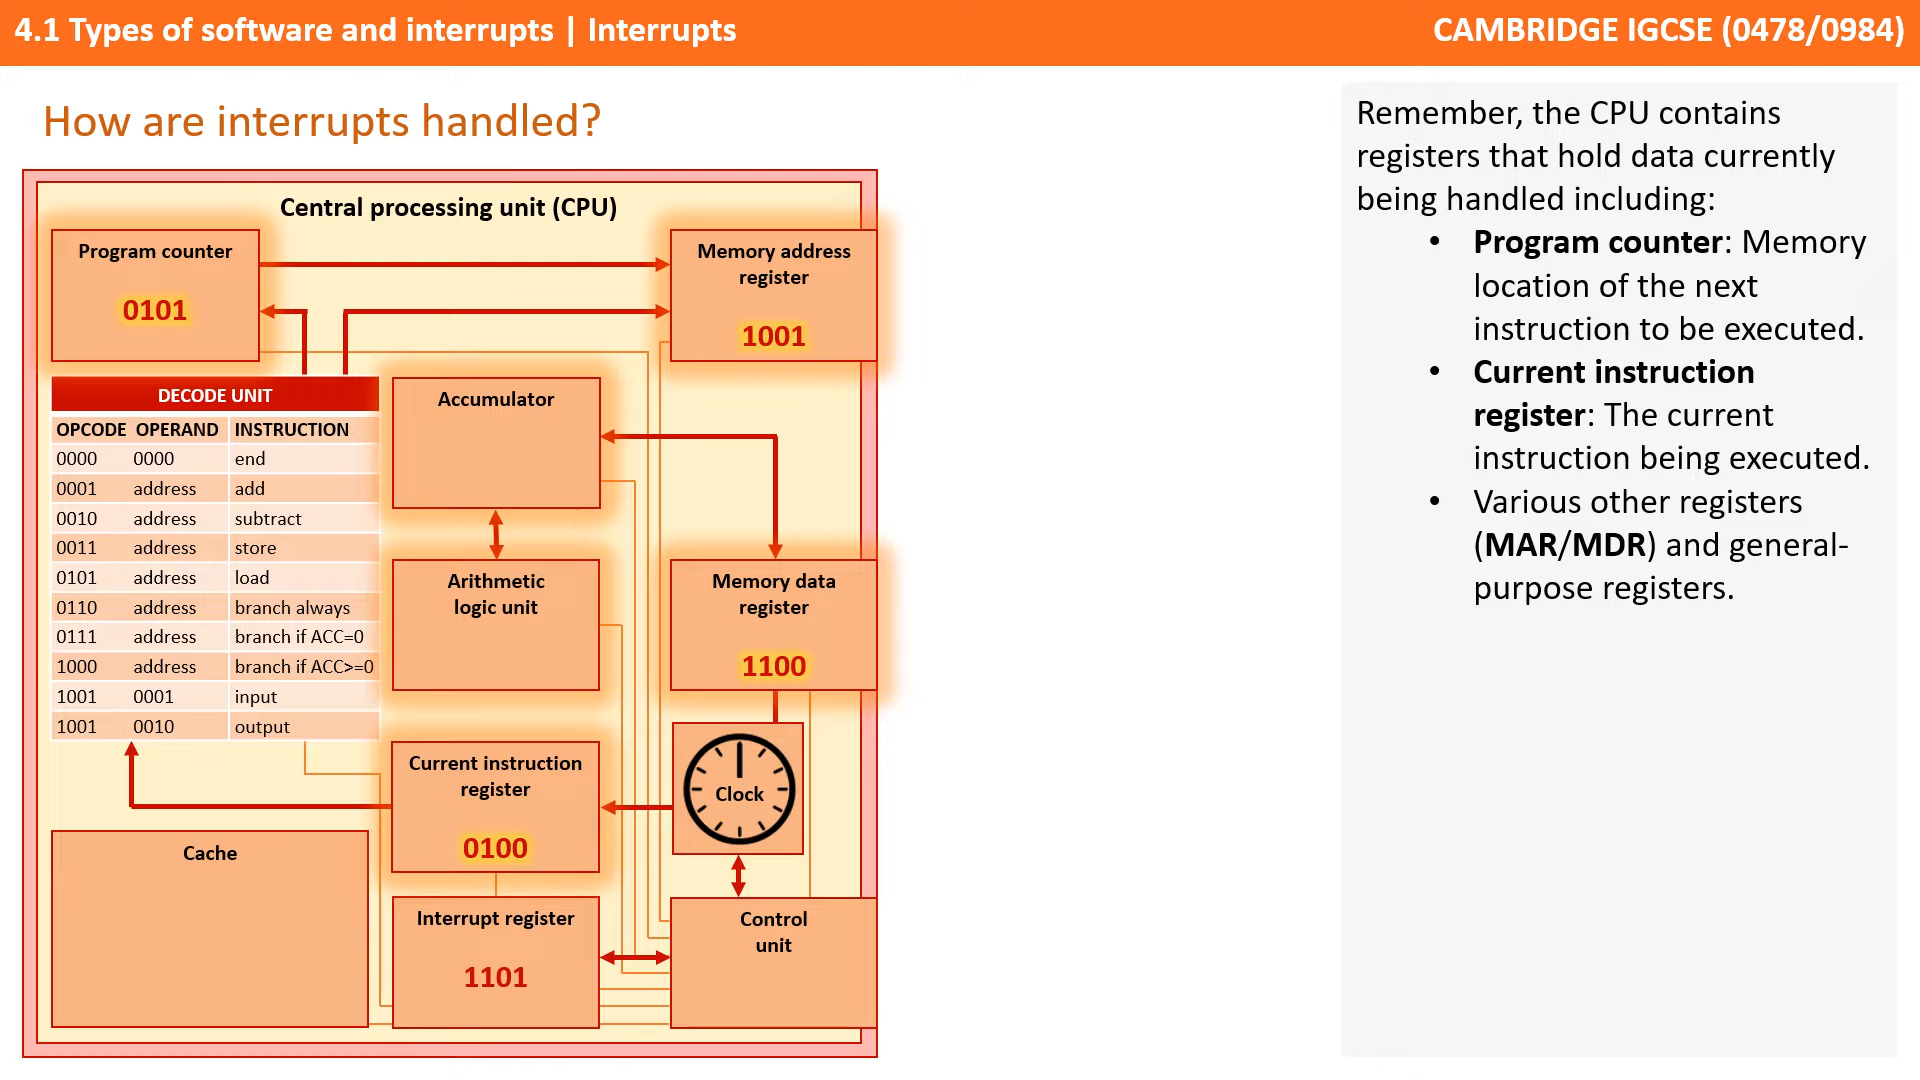 4.1 Types of software and interrupts | Interrupts
CAMBRIDGE IGCSE (0478/0984)
How are interrupts handled?
Central processing unit (CPU)
Program counter
0101
Memory address
register
1001
DECODE UNIT
OPCODE OPERAND INSTRUCTION
0000 0000 end
0001 address add
0010 address subtract
0011 address store
0101 address load
0110 address branch always
0111 address branch if ACC=0
1000 address branch if ACC>=0
1001 0001 input
1001 0010 output
Accumulator
Arithmetic
logic unit
Memory data
register
1100
Current instruction
register
0100
Clock
Cache
Interrupt register
1101
Control
unit
Remember, the CPU contains
registers that hold data currently
being handled including:
• Program counter: Memory
location of the next
instruction to be executed.
• Current instruction
register: The current
instruction being executed.
• Various other registers
(MAR/MDR) and general-
purpose registers.